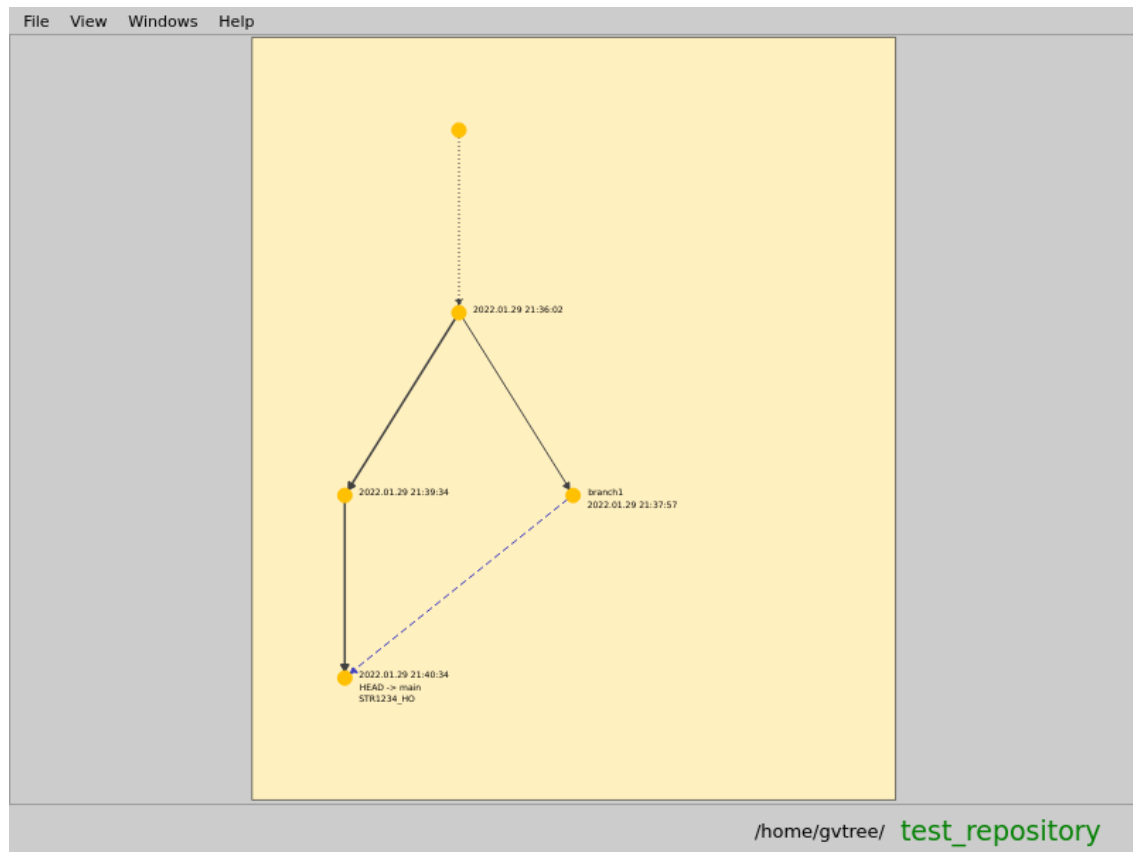 File View Windows Help
2022.01.29 21:36:02
2022.01.29 21:39:34
branch1
2022.01.29 21:37:57
2022.01.29 21:40:34
HEAD -> main
STR1234_HO
/home/gvtree/ test_repository